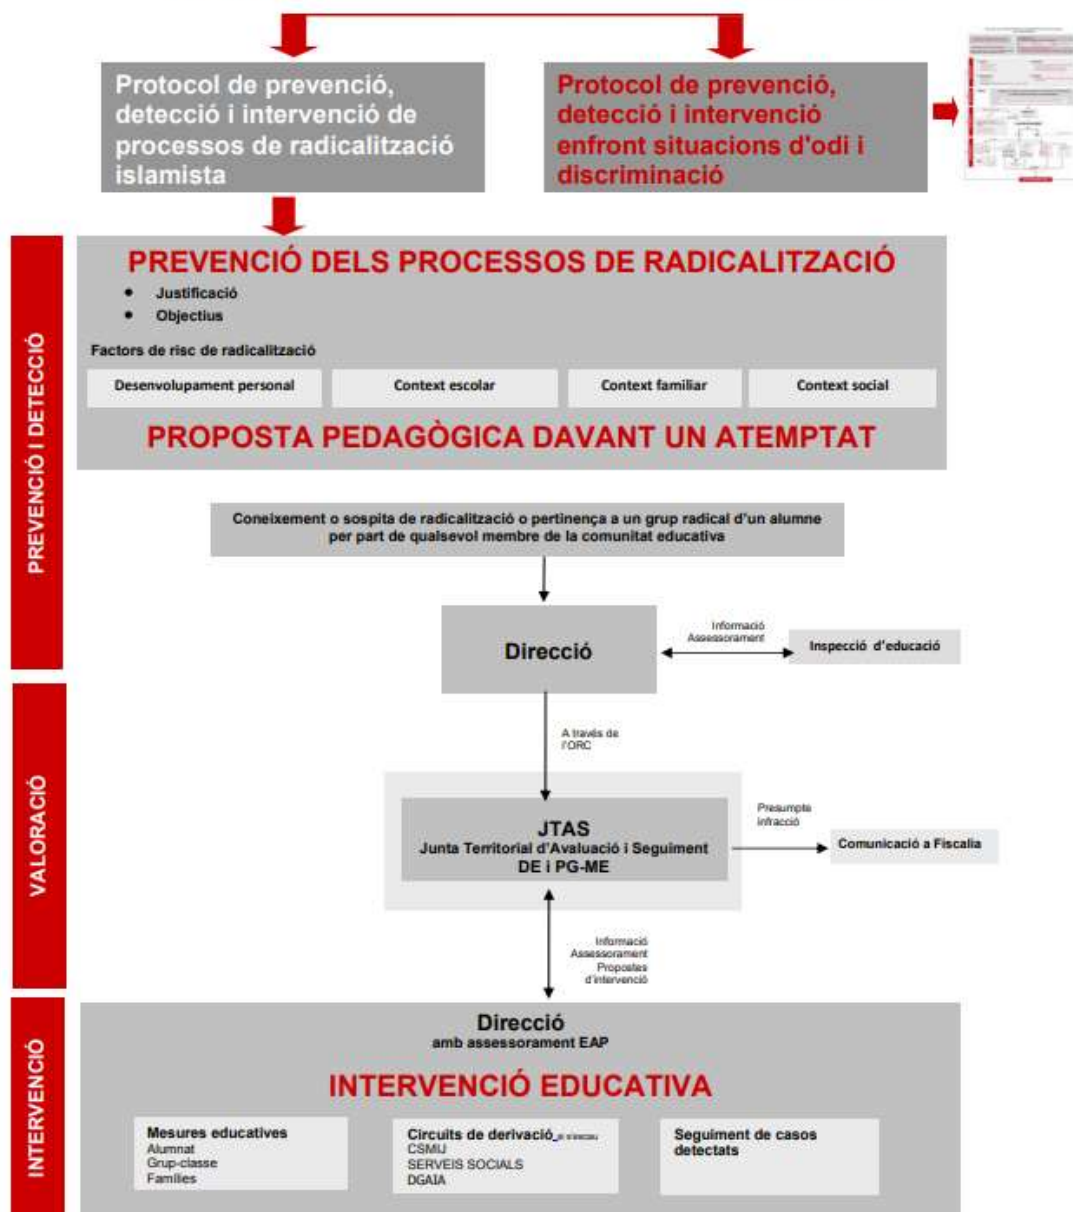 Protocol de prevenció,
detecció i intervenció de
processos de radicalització
islamista
Protocol de prevenció,
detecció i intervenció
enfront situacions d'odi i
discriminació
PREVENCIÓ I DETECCIÓ
PREVENCIÓ DELS PROCESSOS DE RADICALITZACIÓ
• Justificació
• Objectius
Factors de risc de radicalització
Desenvolupament personal
Context escolar
Context familiar
Context social
PROPOSTA PEDAGÒGICA DAVANT UN ATEMPTAT
Coneixement o sospita de radicalització o pertinença a un grup radical d'un alumne
per part de qualsevol membre de la comunitat educativa
Direcció
Informació
Assessorament
Inspecció d'educació
VALORACIÓ
A través de
l'ORC
JTAS
Junta Territorial d'Avaluació i Seguiment
DE i PG-ME
Presumpte
infracció
Comunicació a Fiscalia
Informació
Assessorament
Propostes
d'intervenció
INTERVENCIÓ
Direcció
amb assessorament EAP
INTERVENCIÓ EDUCATIVA
Mesures educatives
Alumnat
Grup-classe
Famílies
Circuits de derivació si s'escau
CSMIJ
SERVEIS SOCIALS
DGAIA
Seguiment de casos
detectats